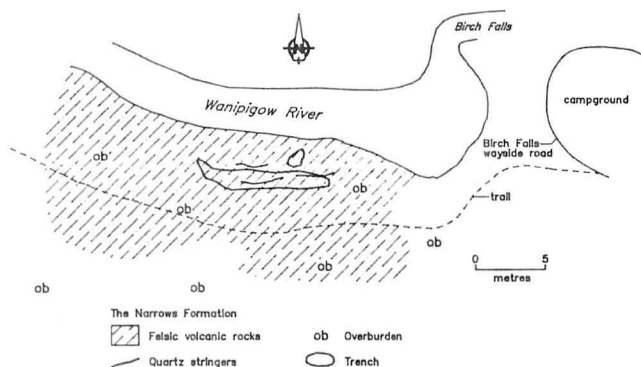 Birch Falls
N
Wanipigow River
campground
Birch Falls
wayside road
ob
trail
ob
ob
ob
ob
ob
ob
0 5
metres
The Narrows Formation
Felsic volcanic rocks
ob Overburden
Quartz stringers
Trench